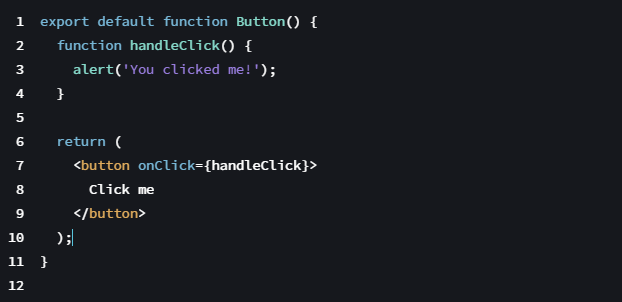 1 export default function Button() {
2   function handleClick() {
3     alert('You clicked me!');
4   }
5
6   return (
7     <button onClick={handleClick}>
8       Click me
9     </button>
10   );
11 }
12